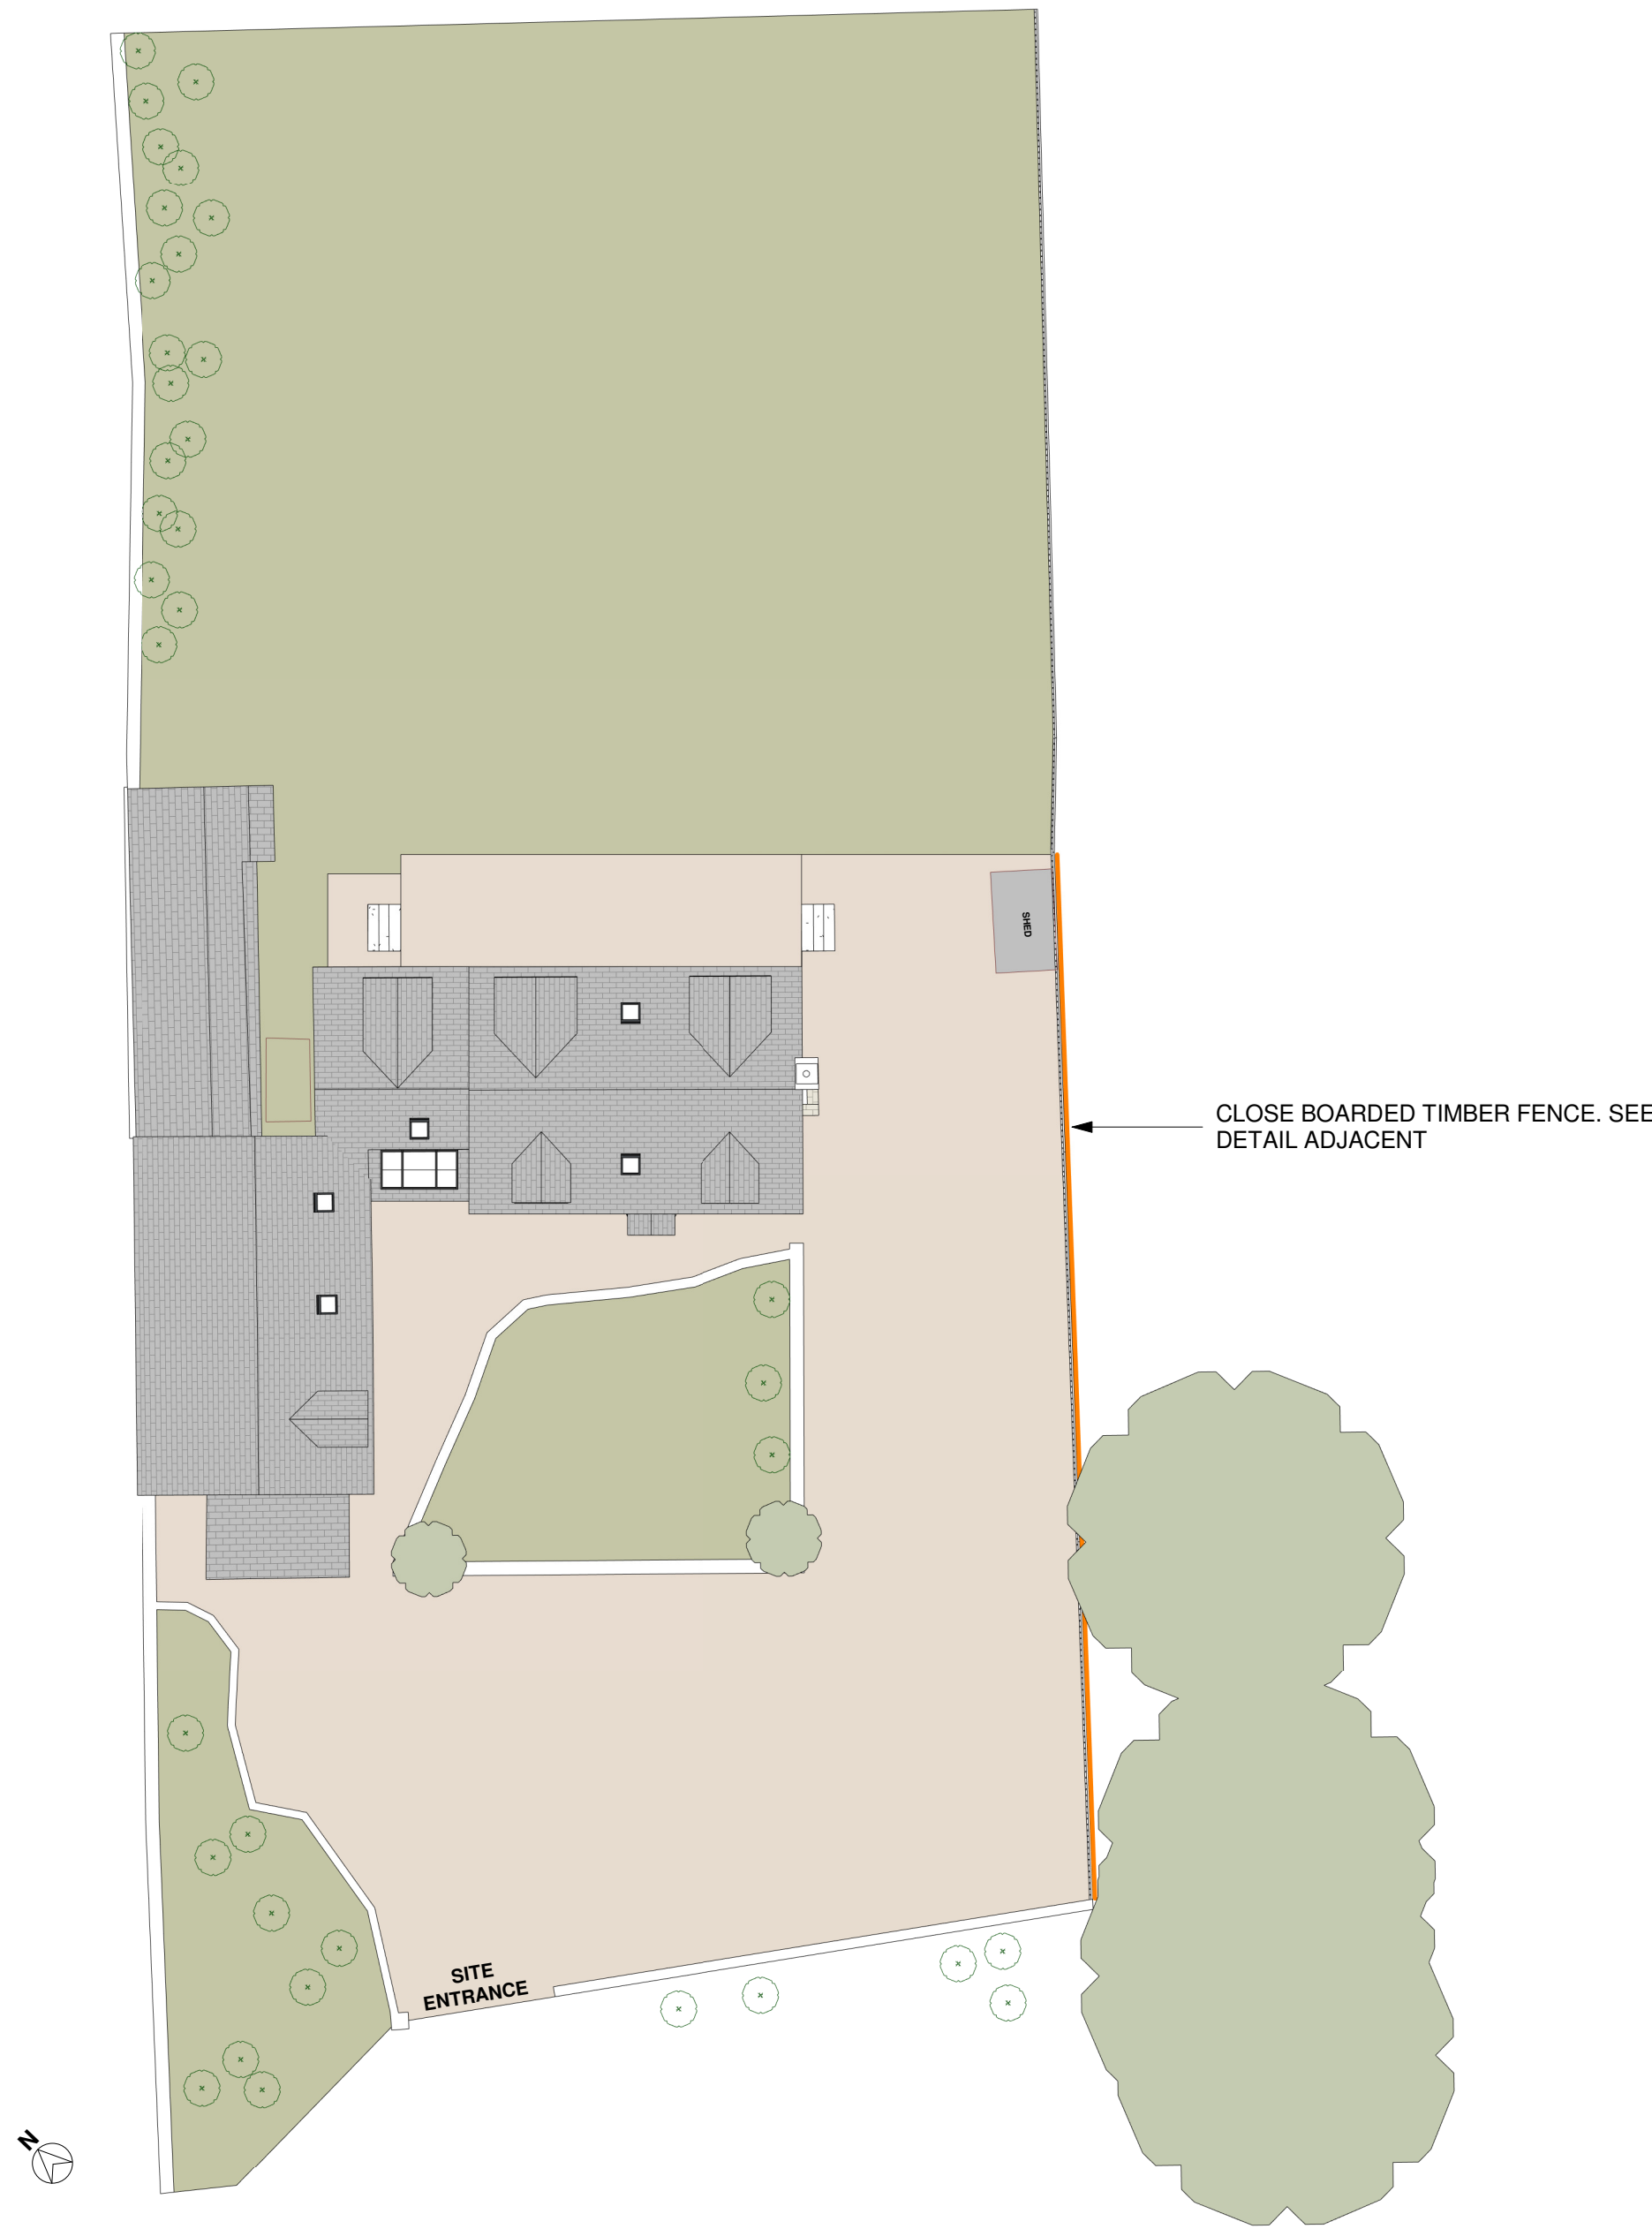 SHED
CLOSE BOARDED TIMBER FENCE. SEE
DETAIL ADJACENT
SITE
ENTRANCE
N